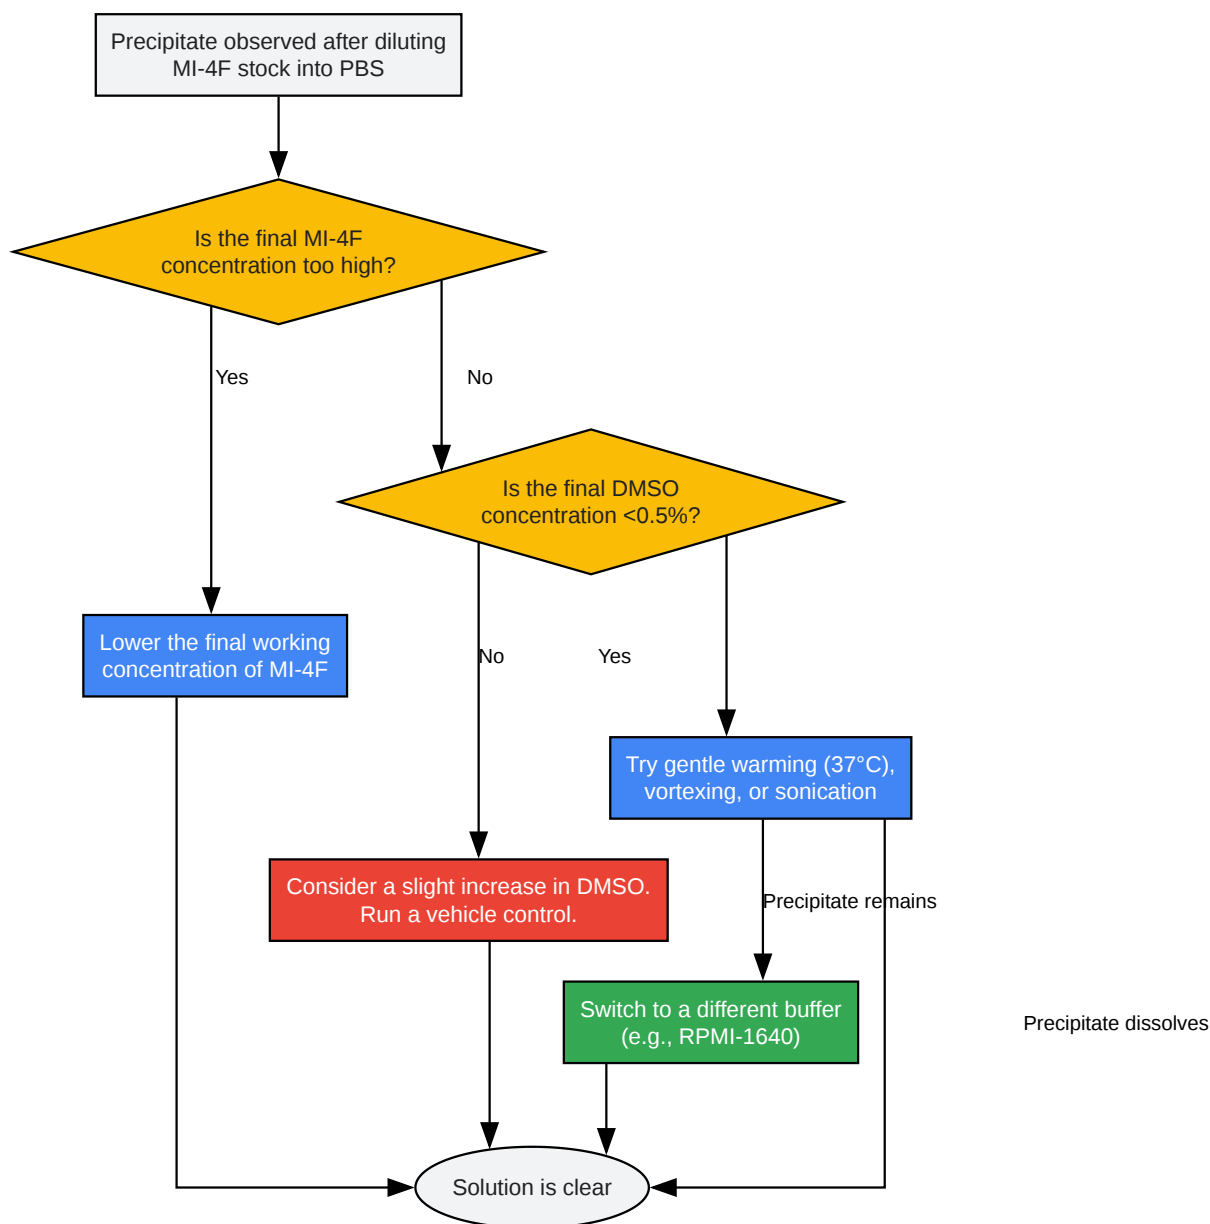 Precipitate observed after diluting
MI-4F stock into PBS
Is the final MI-4F
concentration too high?
Yes
No
Is the final DMSO
concentration <0.5%?
Lower the final working
concentration of MI-4F
No
Yes
Try gentle warming (37°C),
vortexing, or sonication
Consider a slight increase in DMSO.
Run a vehicle control.
Precipitate remains
Switch to a different buffer
(e.g., RPMI-1640)
Precipitate dissolves
Solution is clear